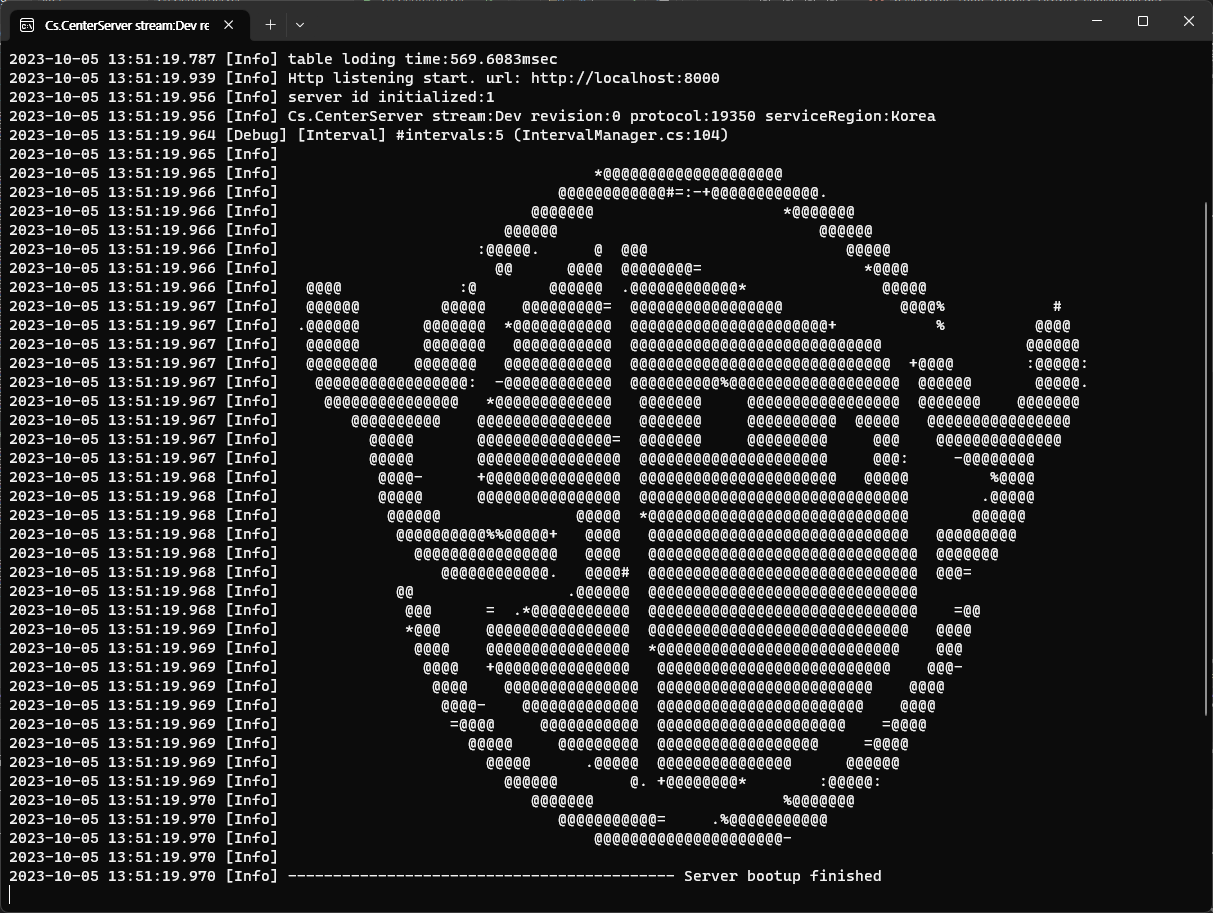 Cs.CenterServer stream:Dev re
2023-10-05 13:51:19.787 [Info] table loding time:569.6083msec
2023-10-05 13:51:19.939 [Info] Http listening start. url: http://localhost:8000
2023-10-05 13:51:19.956 [Info] server id initialized:1
2023-10-05 13:51:19.956 [Info] Cs.CenterServer stream:Dev revision:0 protocol:19350 serviceRegion:Korea
2023-10-05 13:51:19.964 [Debug] [Interval] #intervals:5 (IntervalManager.cs:104)
2023-10-05 13:51:19.965 [Info]
2023-10-05 13:51:19.965 [Info]
2023-10-05 13:51:19.966 [Info]
2023-10-05 13:51:19.966 [Info]
2023-10-05 13:51:19.966 [Info]
2023-10-05 13:51:19.966 [Info]
2023-10-05 13:51:19.966 [Info]
2023-10-05 13:51:19.966 [Info]
2023-10-05 13:51:19.967 [Info]
2023-10-05 13:51:19.967 [Info]
2023-10-05 13:51:19.967 [Info]
2023-10-05 13:51:19.967 [Info]
2023-10-05 13:51:19.967 [Info]
2023-10-05 13:51:19.967 [Info]
2023-10-05 13:51:19.967 [Info]
2023-10-05 13:51:19.967 [Info]
2023-10-05 13:51:19.967 [Info]
2023-10-05 13:51:19.968 [Info]
2023-10-05 13:51:19.968 [Info]
2023-10-05 13:51:19.968 [Info]
2023-10-05 13:51:19.968 [Info]
2023-10-05 13:51:19.968 [Info]
2023-10-05 13:51:19.968 [Info]
2023-10-05 13:51:19.968 [Info]
2023-10-05 13:51:19.968 [Info]
2023-10-05 13:51:19.969 [Info]
2023-10-05 13:51:19.969 [Info]
2023-10-05 13:51:19.969 [Info]
2023-10-05 13:51:19.969 [Info]
2023-10-05 13:51:19.969 [Info]
2023-10-05 13:51:19.969 [Info]
2023-10-05 13:51:19.969 [Info]
2023-10-05 13:51:19.969 [Info]
2023-10-05 13:51:19.969 [Info]
2023-10-05 13:51:19.970 [Info]
2023-10-05 13:51:19.970 [Info]
2023-10-05 13:51:19.970 [Info]
2023-10-05 13:51:19.970 [Info]
2023-10-05 13:51:19.970 [Info] ------------------------------------------- Server bootup finished